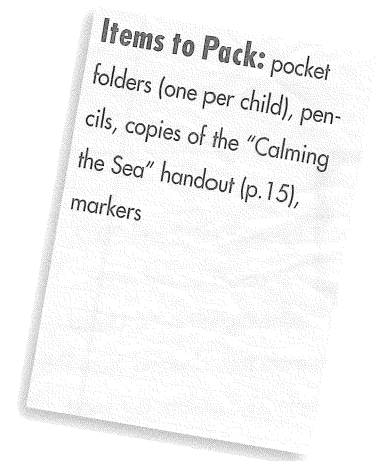 Items to Pack: pocket
folders (one per child), pen-
cils, copies of the "Calming
the Sea" handout (p.15),
markers